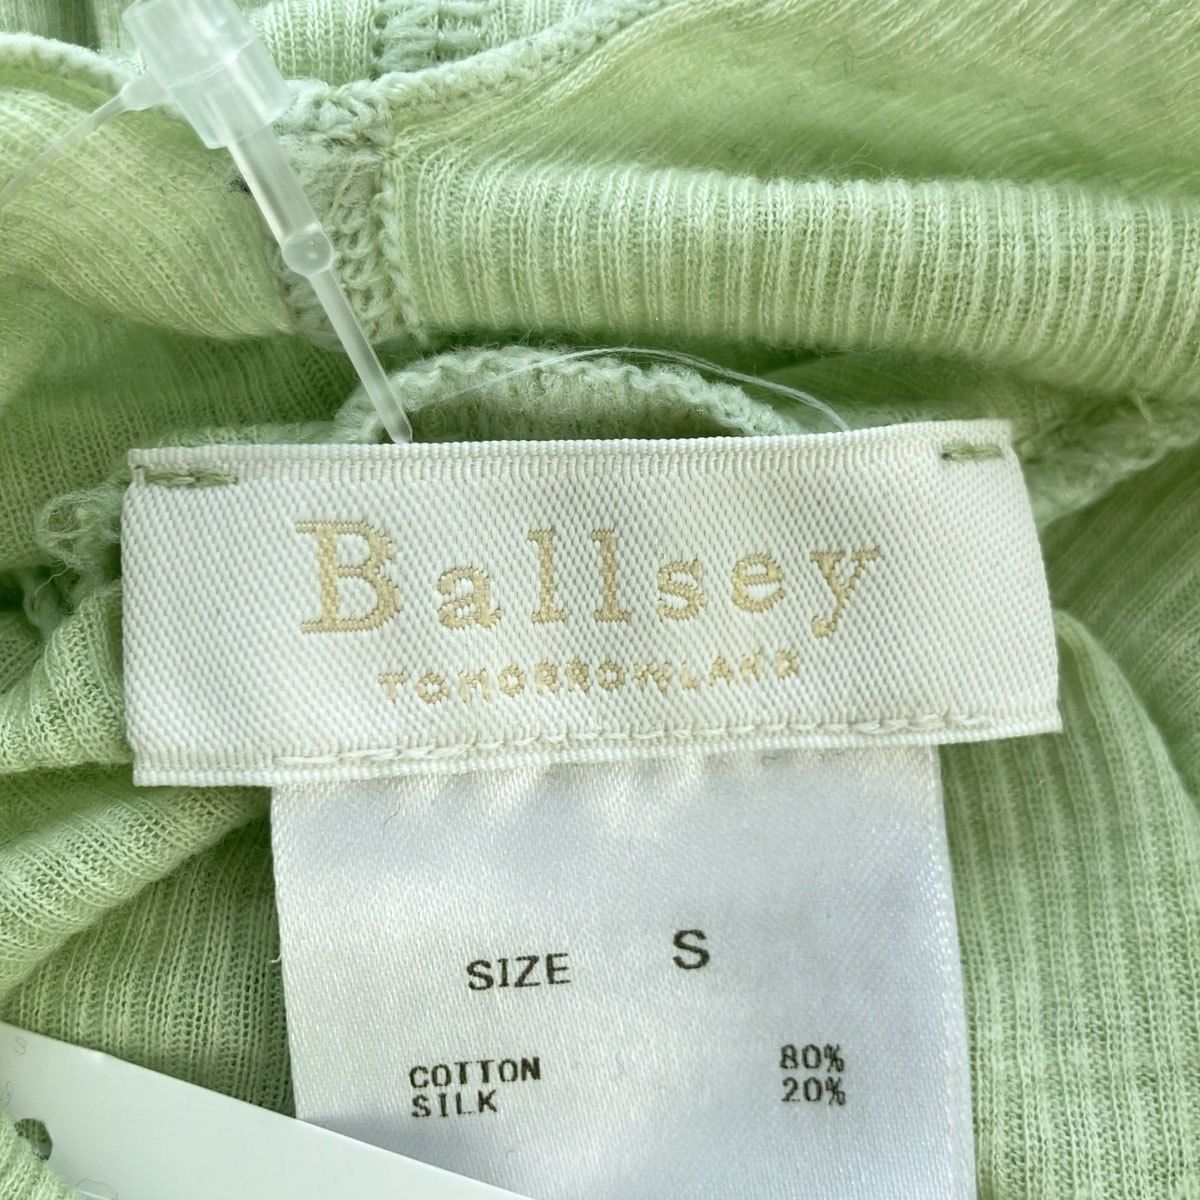 Ballsey
TOMORROWLAND
SIZE S
COTTON 80%
SILK 20%